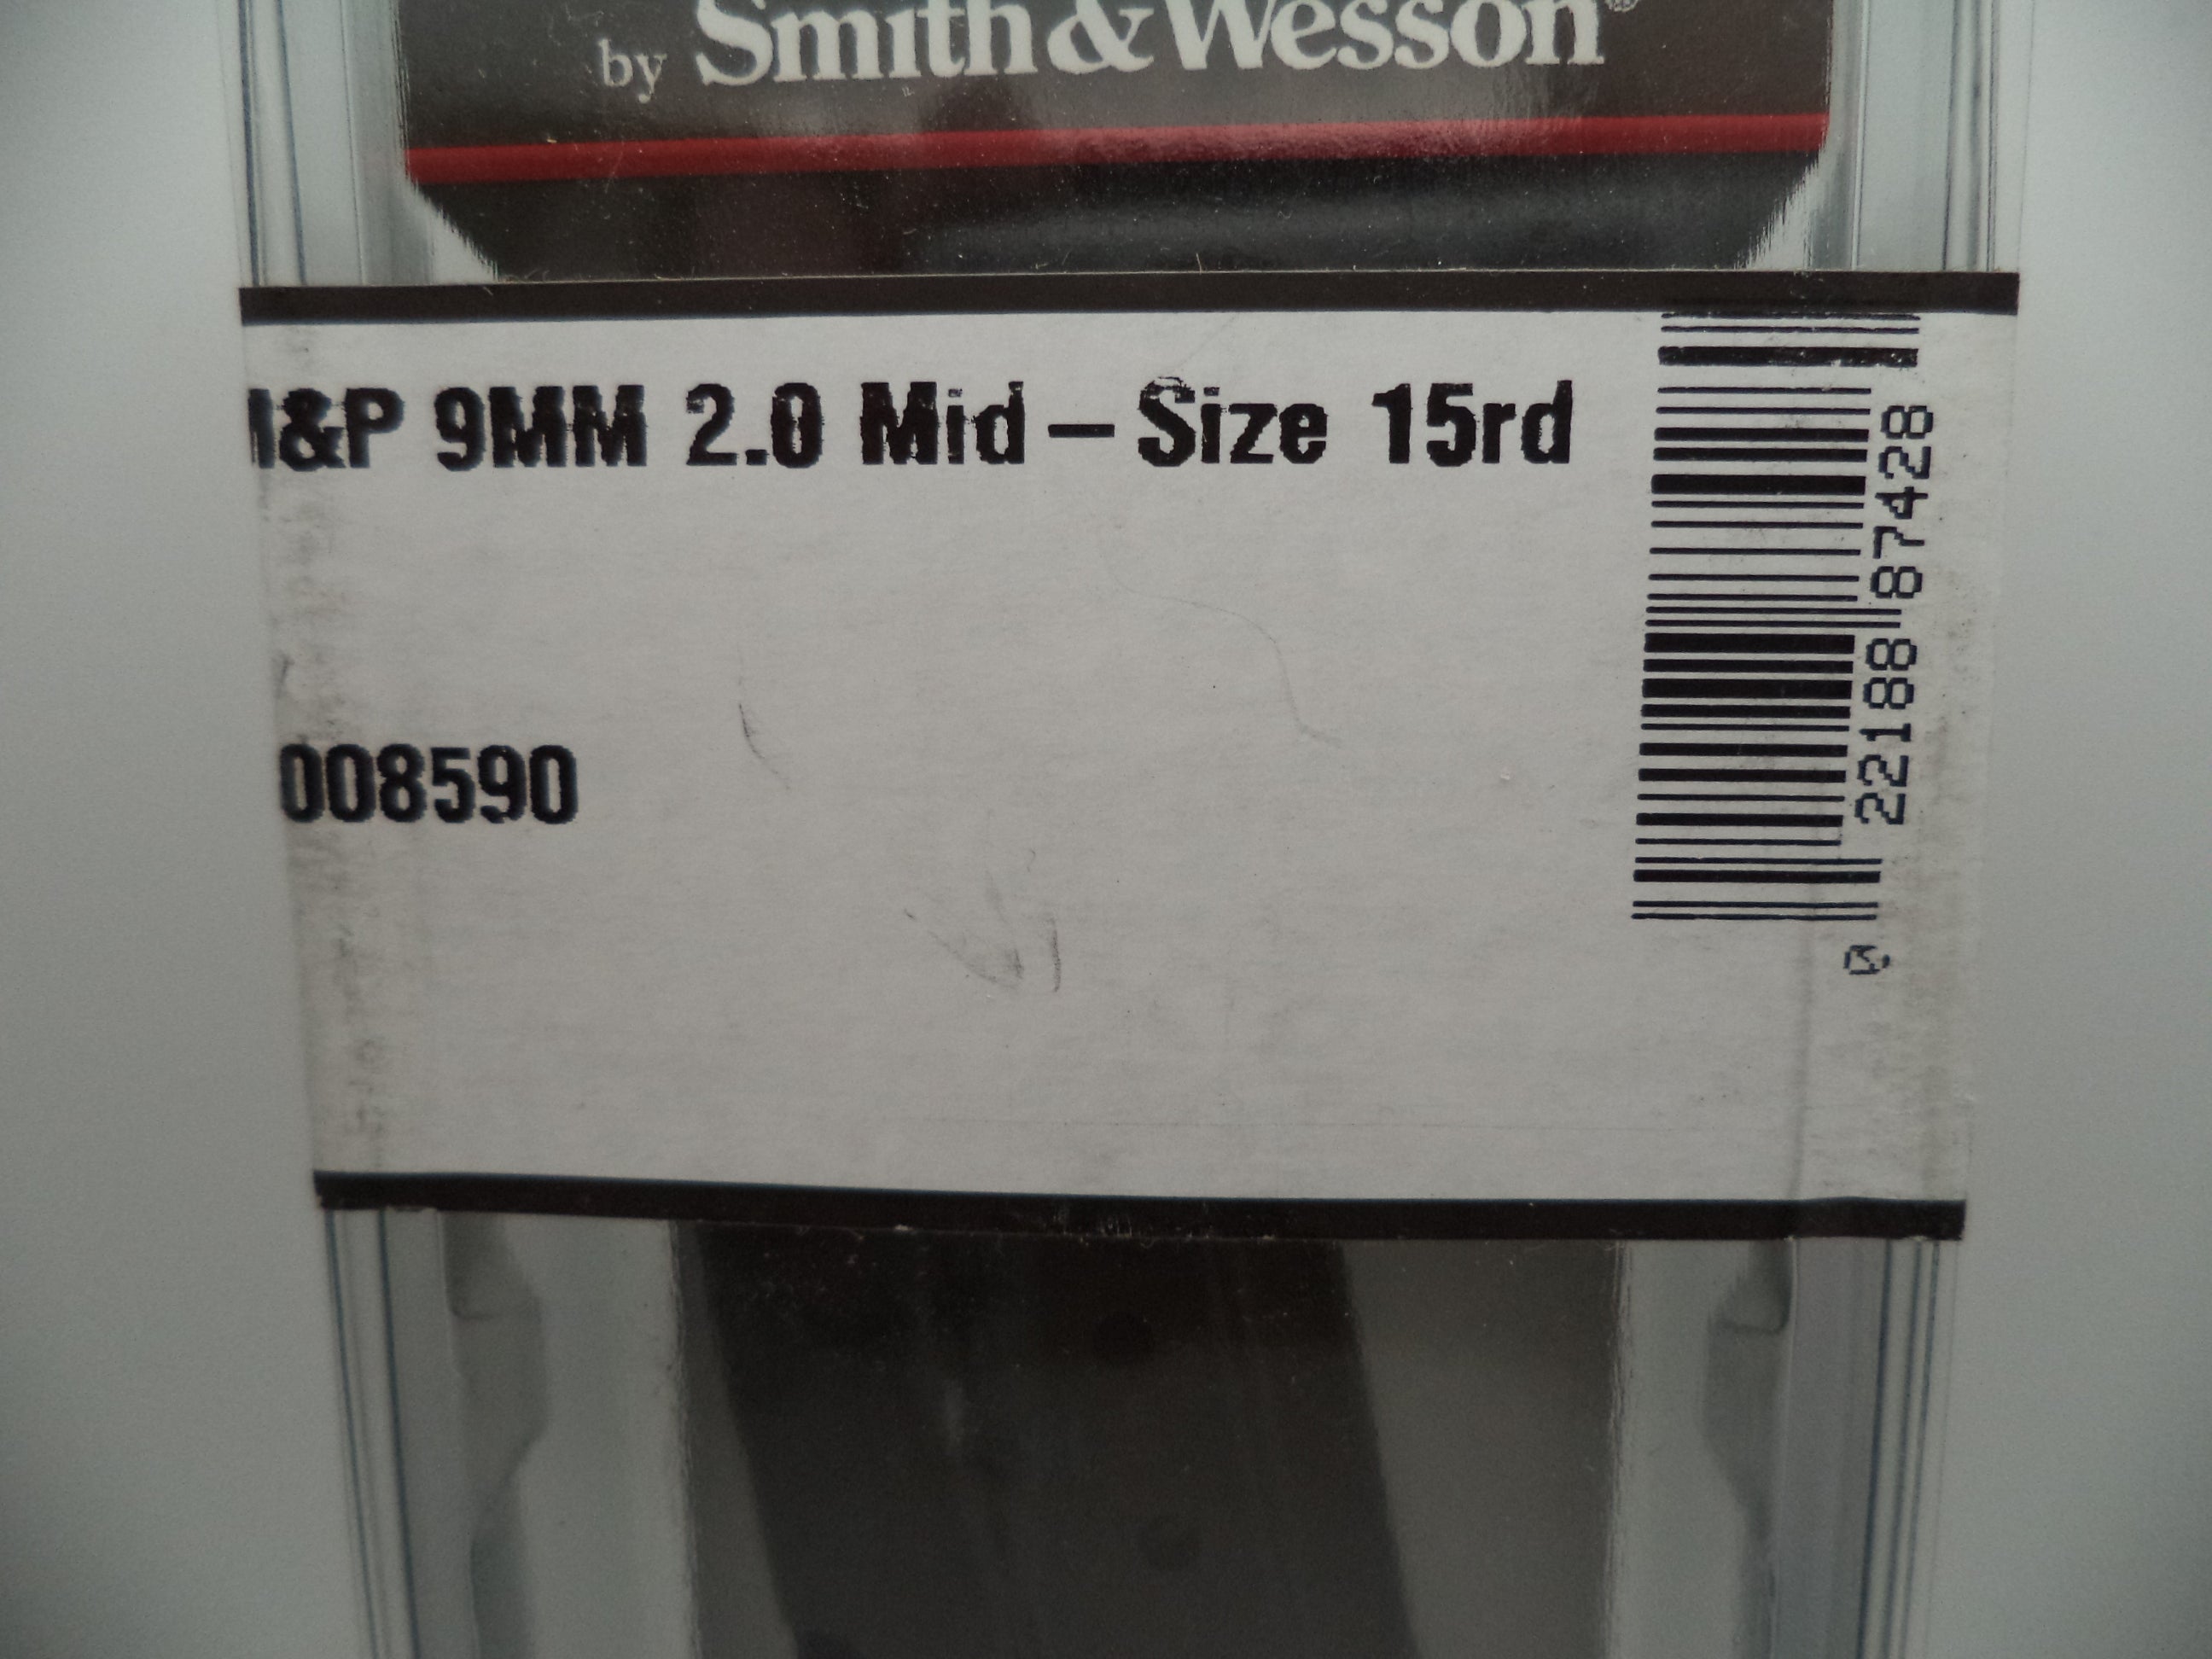 by Smith & Wesson®
M&P 9MM 2.0 Mid-Size 15rd
008590
22188 87428